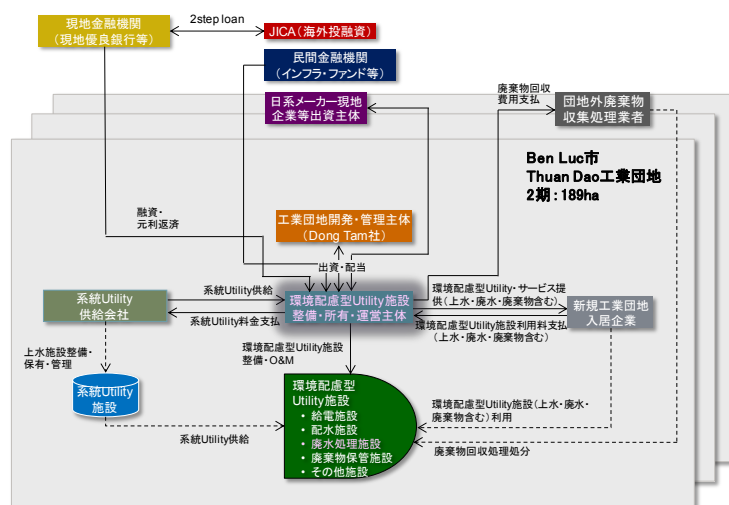 現地金融機関
(現地優良銀行等)
2step loan
JICA(海外投融資)
民間金融機関
(インフラ・ファンド等)
日系メーカー現地
企業等出資主体
廃棄物回収
費用支払
団地外廃棄物
収集処理業者
Ben Luc市
Thuan Dao工業団地
2期:189ha
融資・
元利返済
工業団地開発・管理主体
(Dong Tam社)
出資・配当
系統Utility
供給会社
系統Utility供給
系統Utility料金支払
環境配慮型Utility施設
整備・所有・運営主体
環境配慮型Utility・サービス提
供(上水・廃水・廃棄物含む)
環境配慮型Utility施設利用料支払
(上水・廃水・廃棄物含む)
新規工業団地
入居企業
上水施設整備・
保有・管理
環境配慮型Utility施設
整備・O&M
系統Utility
施設
系統Utility供給
環境配慮型
Utility施設
・ 給電施設
・ 配水施設
・ 廃水処理施設
・ 廃棄物保管施設
・ その他施設
環境配慮型Utility施設(上水・廃水・
廃棄物含む)利用
廃棄物回収処理処分